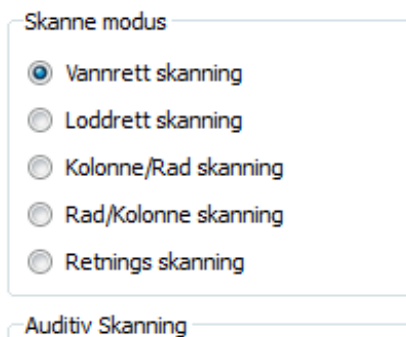 Skanne modus
Vannrett skanning
Loddrett skanning
Kolonne/Rad skanning
Rad/Kolonne skanning
Retnings skanning
Auditiv Skanning